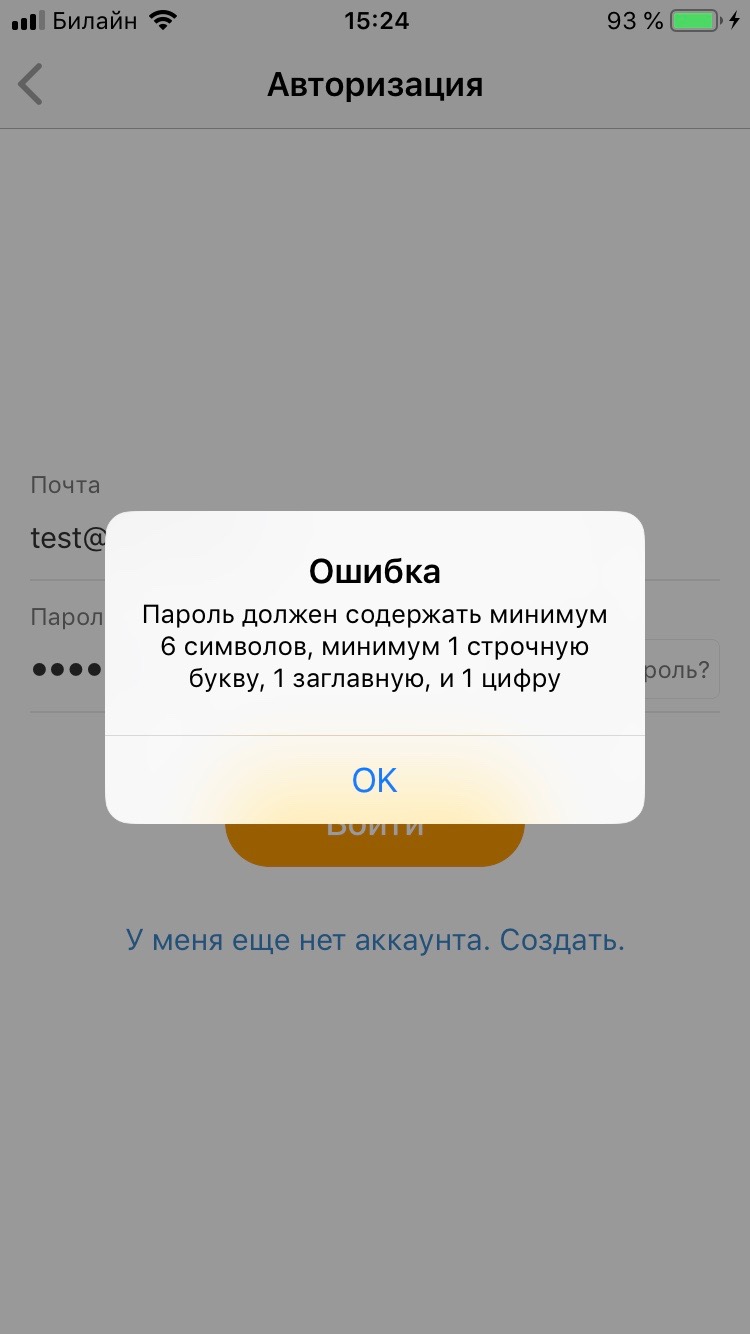 Билайн 15:24 93 %
Авторизация
Почта
test@
Ошибка
Пароль должен содержать минимум
6 символов, минимум 1 строчную
букву, 1 заглавную, и 1 цифру
Парол
роль?
OK
Войти
У меня еще нет аккаунта. Создать.